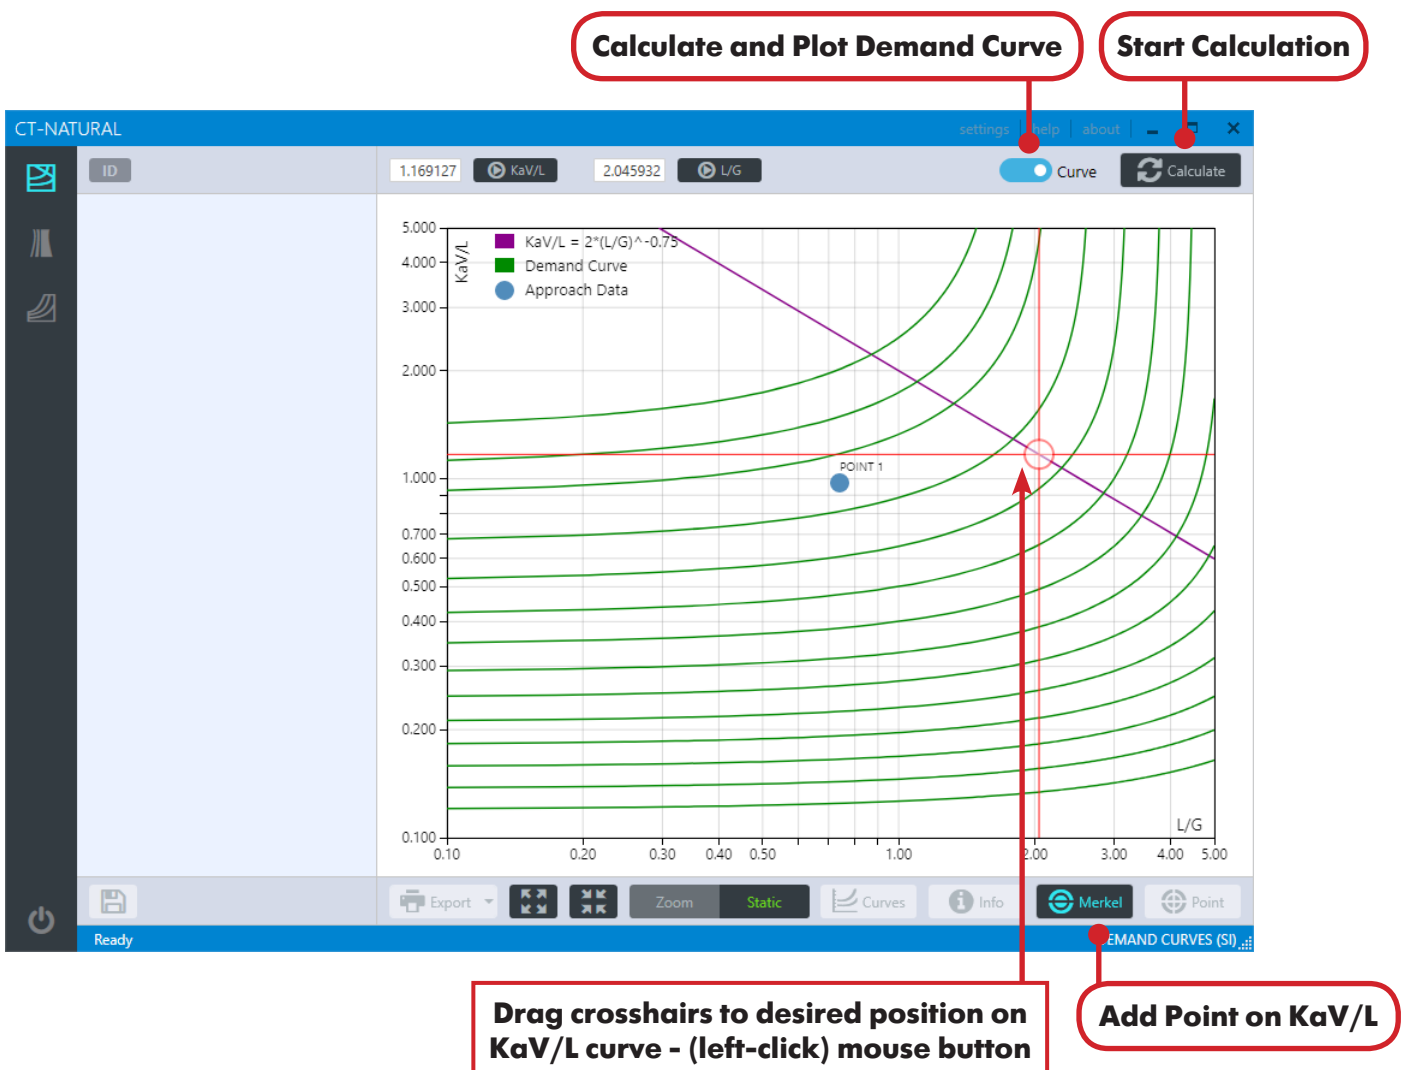 Calculate and Plot Demand Curve
Start Calculation
CT-NATURAL
settings help about
ID
1.169127 KaV/L 2.045932 L/G
Curve
Calculate
5.000
4.000
3.000
2.000
1.000
0.700
0.600
0.500
0.400
0.300
0.200
0.100
KaV/L
KaV/L = 2*(L/G)^-0.75
Demand Curve
Approach Data
POINT 1
L/G
0.10 0.20 0.30 0.40 0.50 1.00 2.00 3.00 4.00 5.00
Export Zoom Static Curves Info Merkel Point
Ready
EMAND CURVES (SI)
Drag crosshairs to desired position on
KaV/L curve - (left-click) mouse button
Add Point on KaV/L